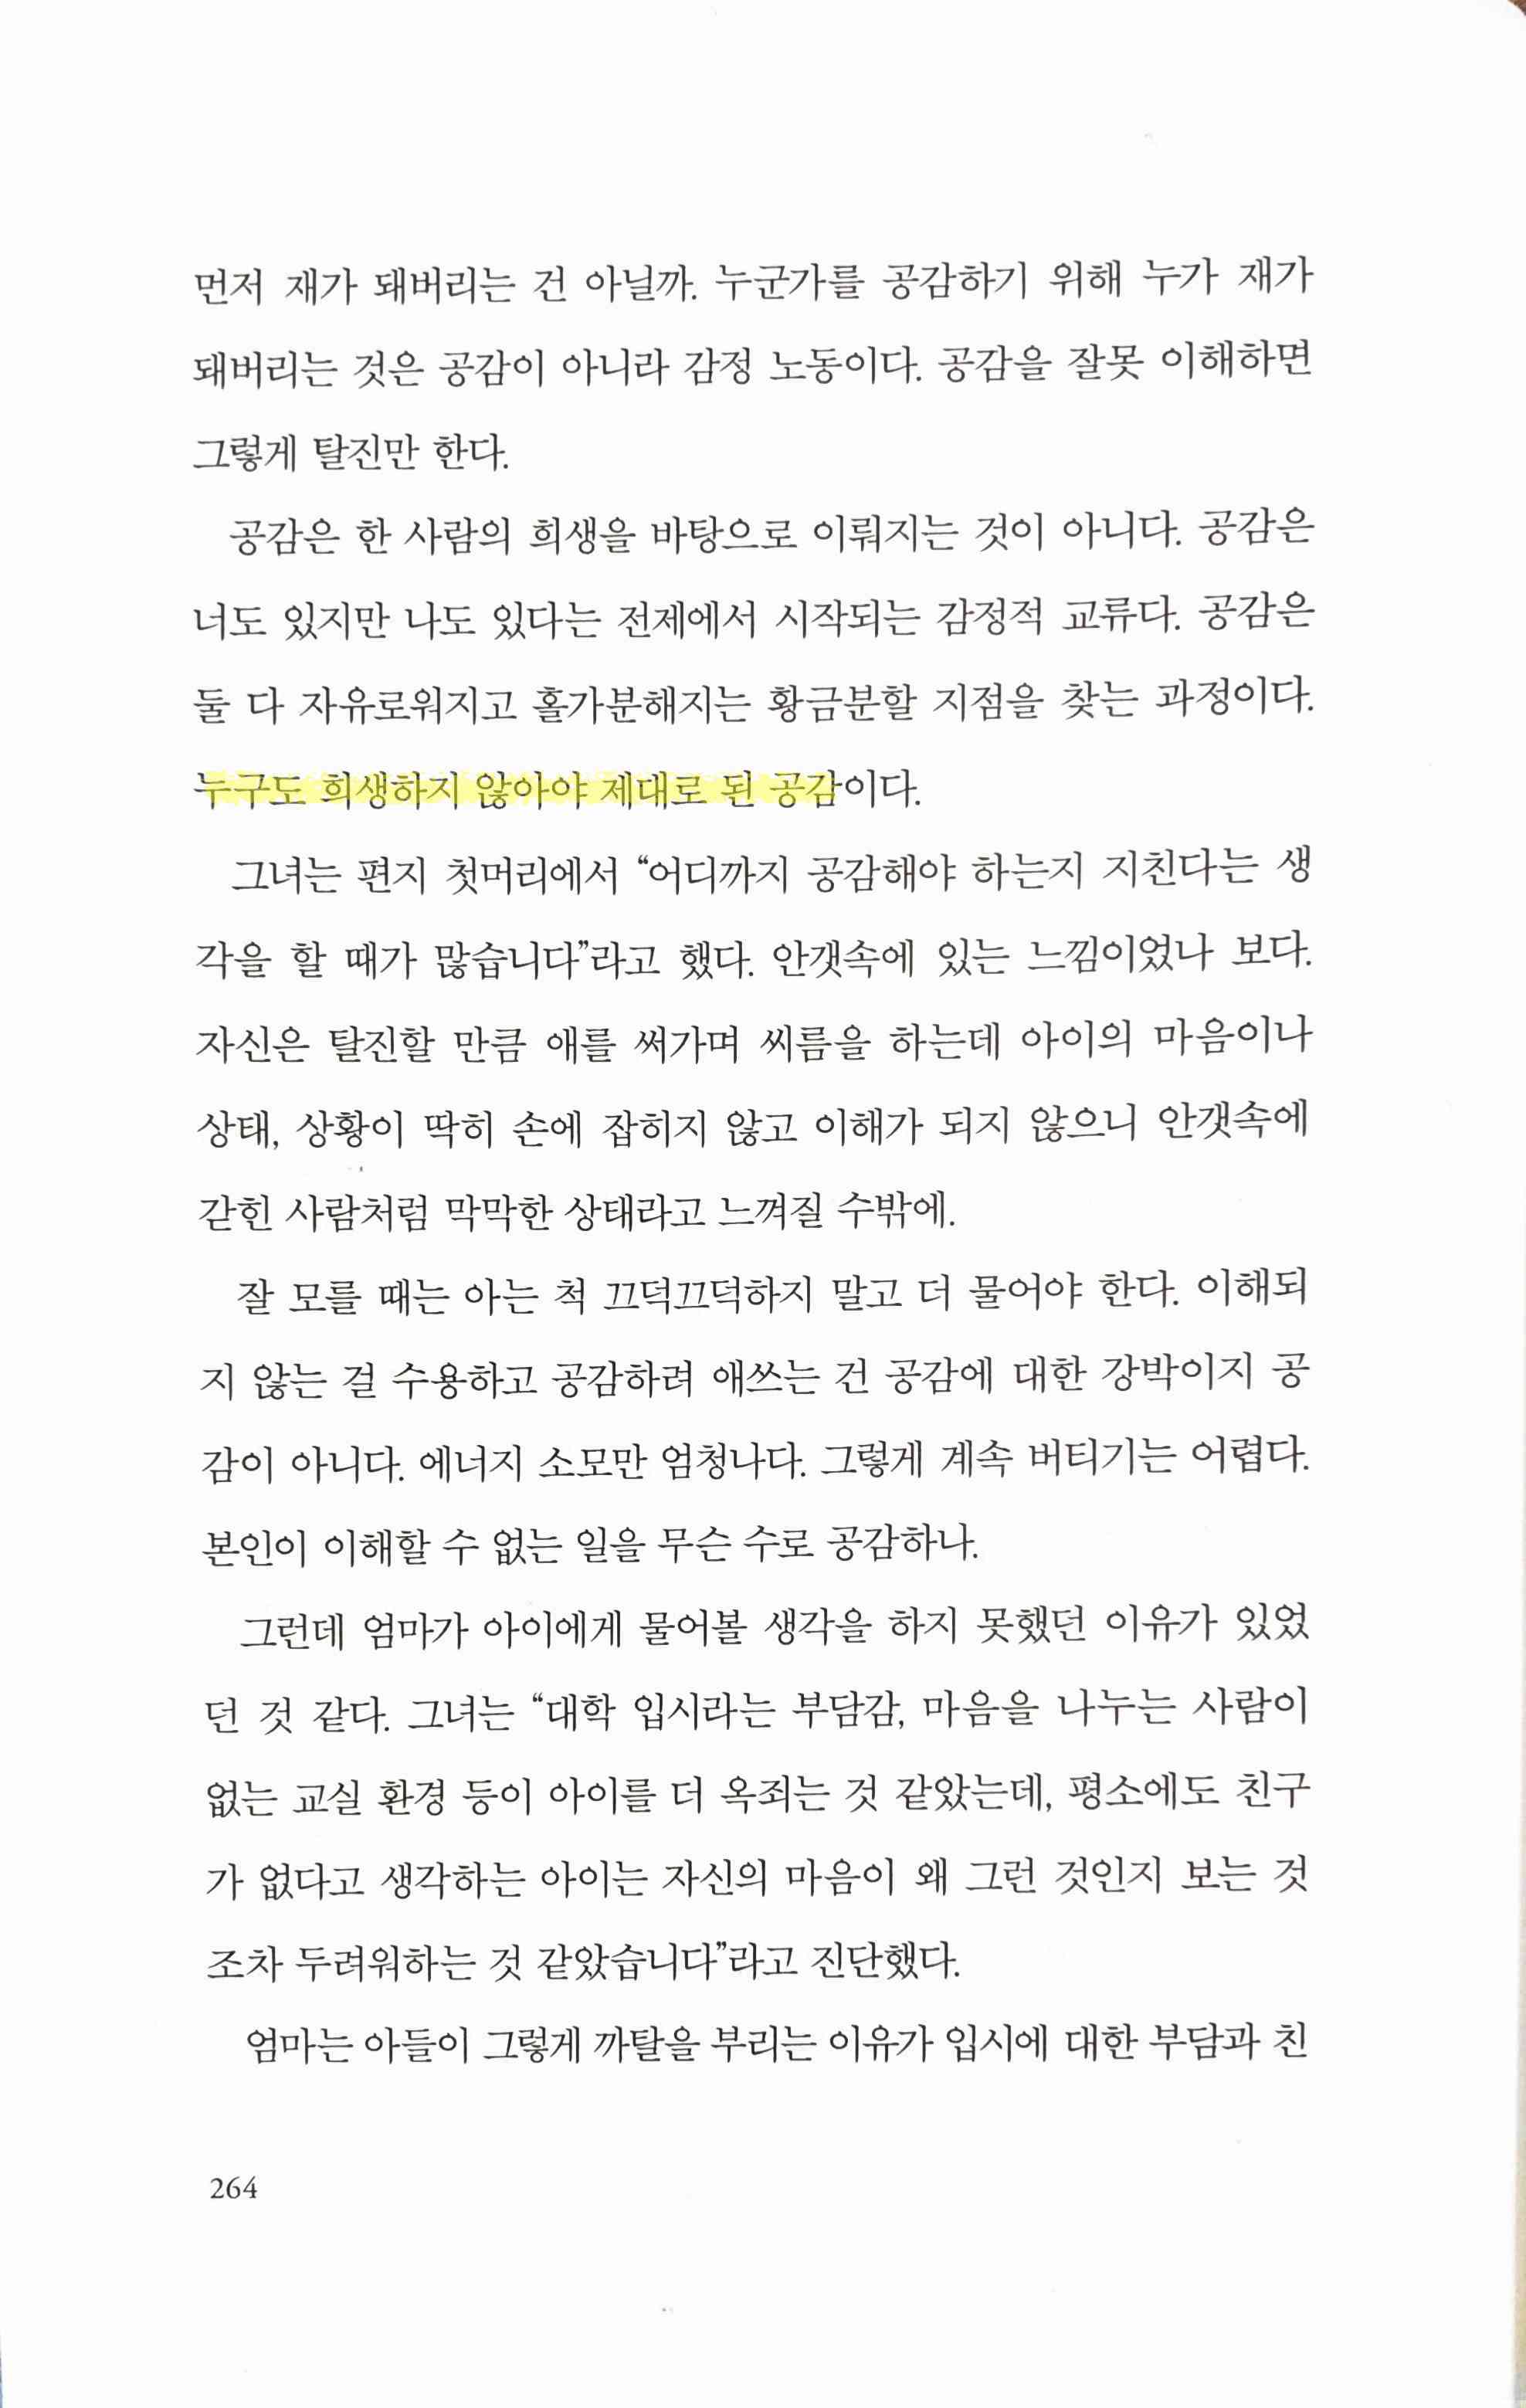 먼저 재가 돼버리는 건 아닐까. 누군가를 공감하기 위해 누가 재가
돼버리는 것은 공감이 아니라 감정 노동이다. 공감을 잘못 이해하면
그렇게 탈진만 한다.
공감은 한 사람의 희생을 바탕으로 이뤄지는 것이 아니다. 공감은
너도 있지만 나도 있다는 전제에서 시작되는 감정적 교류다. 공감은
둘 다 자유로워지고 홀가분해지는 황금분할 지점을 찾는 과정이다.
누구도 희생하지 않아야 제대로 된 공감이다.
그녀는 편지 첫머리에서 “어디까지 공감해야 하는지 지친다는 생
각을 할 때가 많습니다”라고 했다. 안갯속에 있는 느낌이었나 보다.
자신은 탈진할 만큼 애를 써가며 씨름을 하는데 아이의 마음이나
상태, 상황이 딱히 손에 잡히지 않고 이해가 되지 않으니 안갯속에
갇힌 사람처럼 막막한 상태라고 느껴질 수밖에.
잘 모를 때는 아는 척 끄덕끄덕하지 말고 더 물어야 한다. 이해되
지 않는 걸 수용하고 공감하려 애쓰는 건 공감에 대한 강박이지 공
감이 아니다. 에너지 소모만 엄청나다. 그렇게 계속 버티기는 어렵다.
본인이 이해할 수 없는 일을 무슨 수로 공감하나.
그런데 엄마가 아이에게 물어볼 생각을 하지 못했던 이유가 있었
던 것 같다. 그녀는 “대학 입시라는 부담감, 마음을 나누는 사람이
없는 교실 환경 등이 아이를 더 옥죄는 것 같았는데, 평소에도 친구
가 없다고 생각하는 아이는 자신의 마음이 왜 그런 것인지 보는 것
조차 두려워하는 것 같았습니다”라고 진단했다.
엄마는 아들이 그렇게 까탈을 부리는 이유가 입시에 대한 부담과 친
264